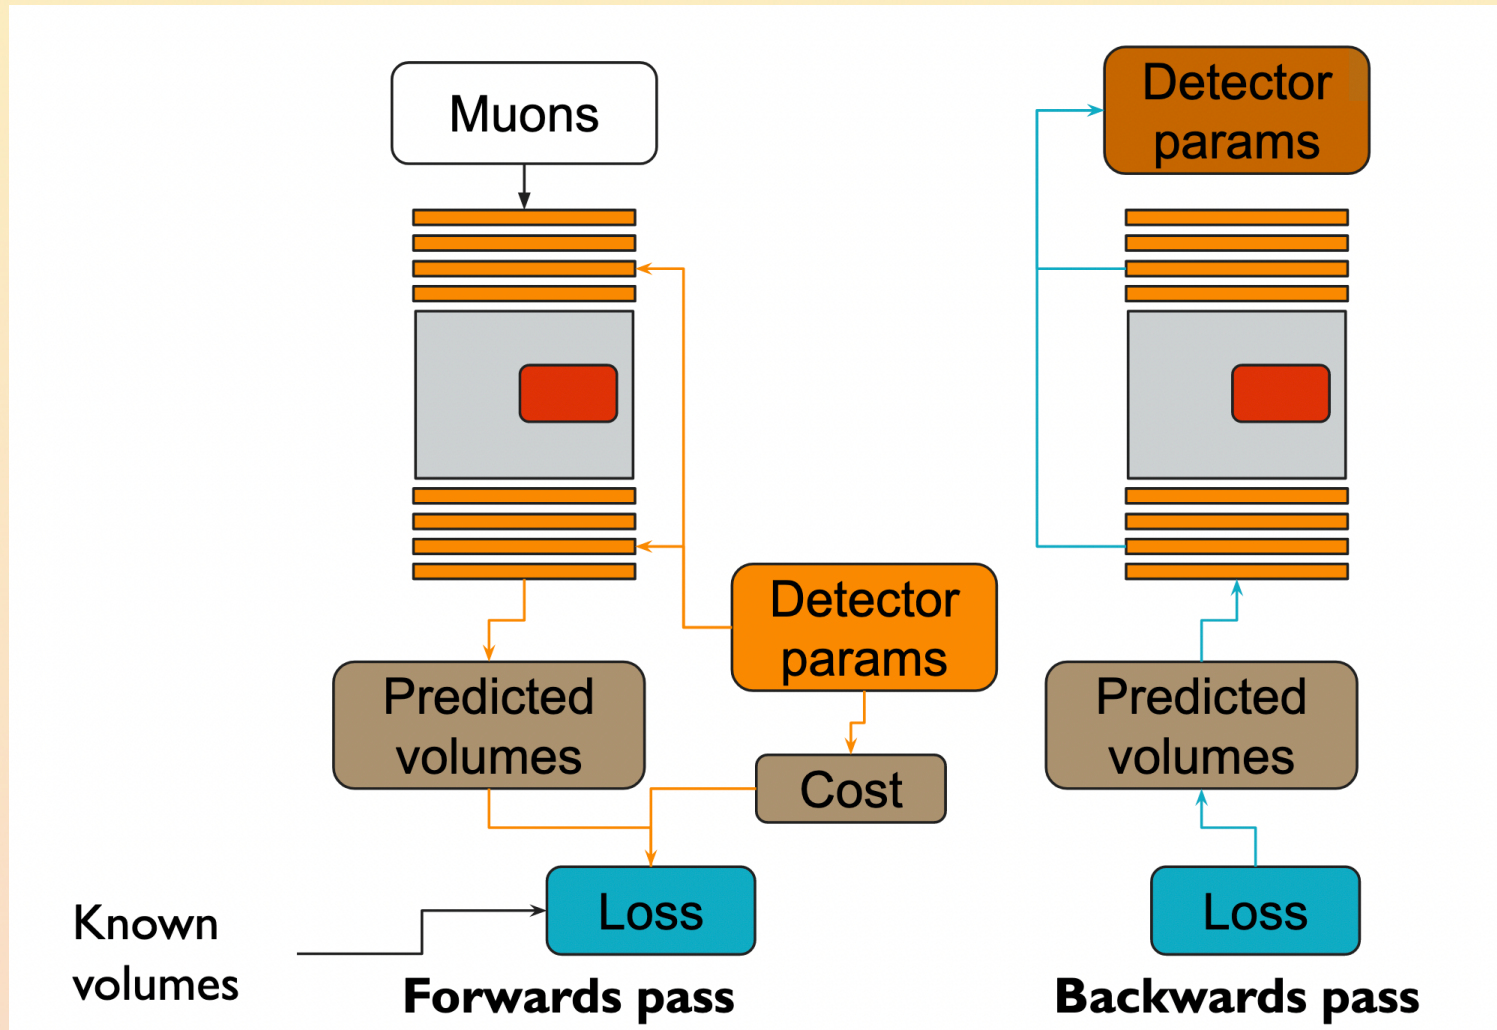 Muons
Detector
params
Predicted
volumes
Cost
Loss
Known
volumes
Forwards pass
Detector
params
Predicted
volumes
Loss
Backwards pass